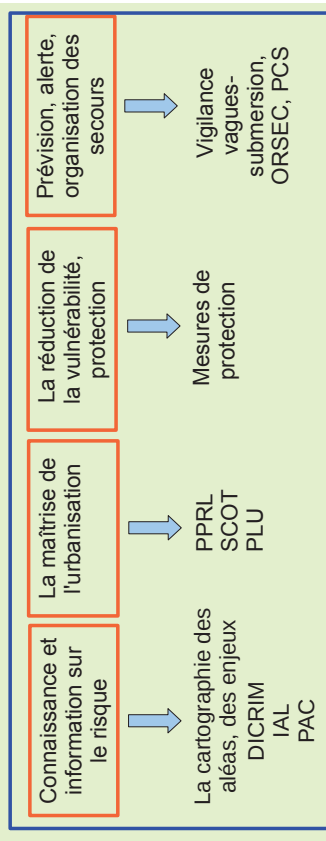 Connaissance et
information sur
le risque
La cartographie des
aléas, des enjeux
DICRIM
IAL
PAC
La maîtrise de
l'urbanisation
PPRL
SCOT
PLU
La réduction de
la vulnérabilité,
protection
Mesures de
protection
Prévision, alerte,
organisation des
secours
Vigilance
vagues-
submersion,
ORSEC, PCS